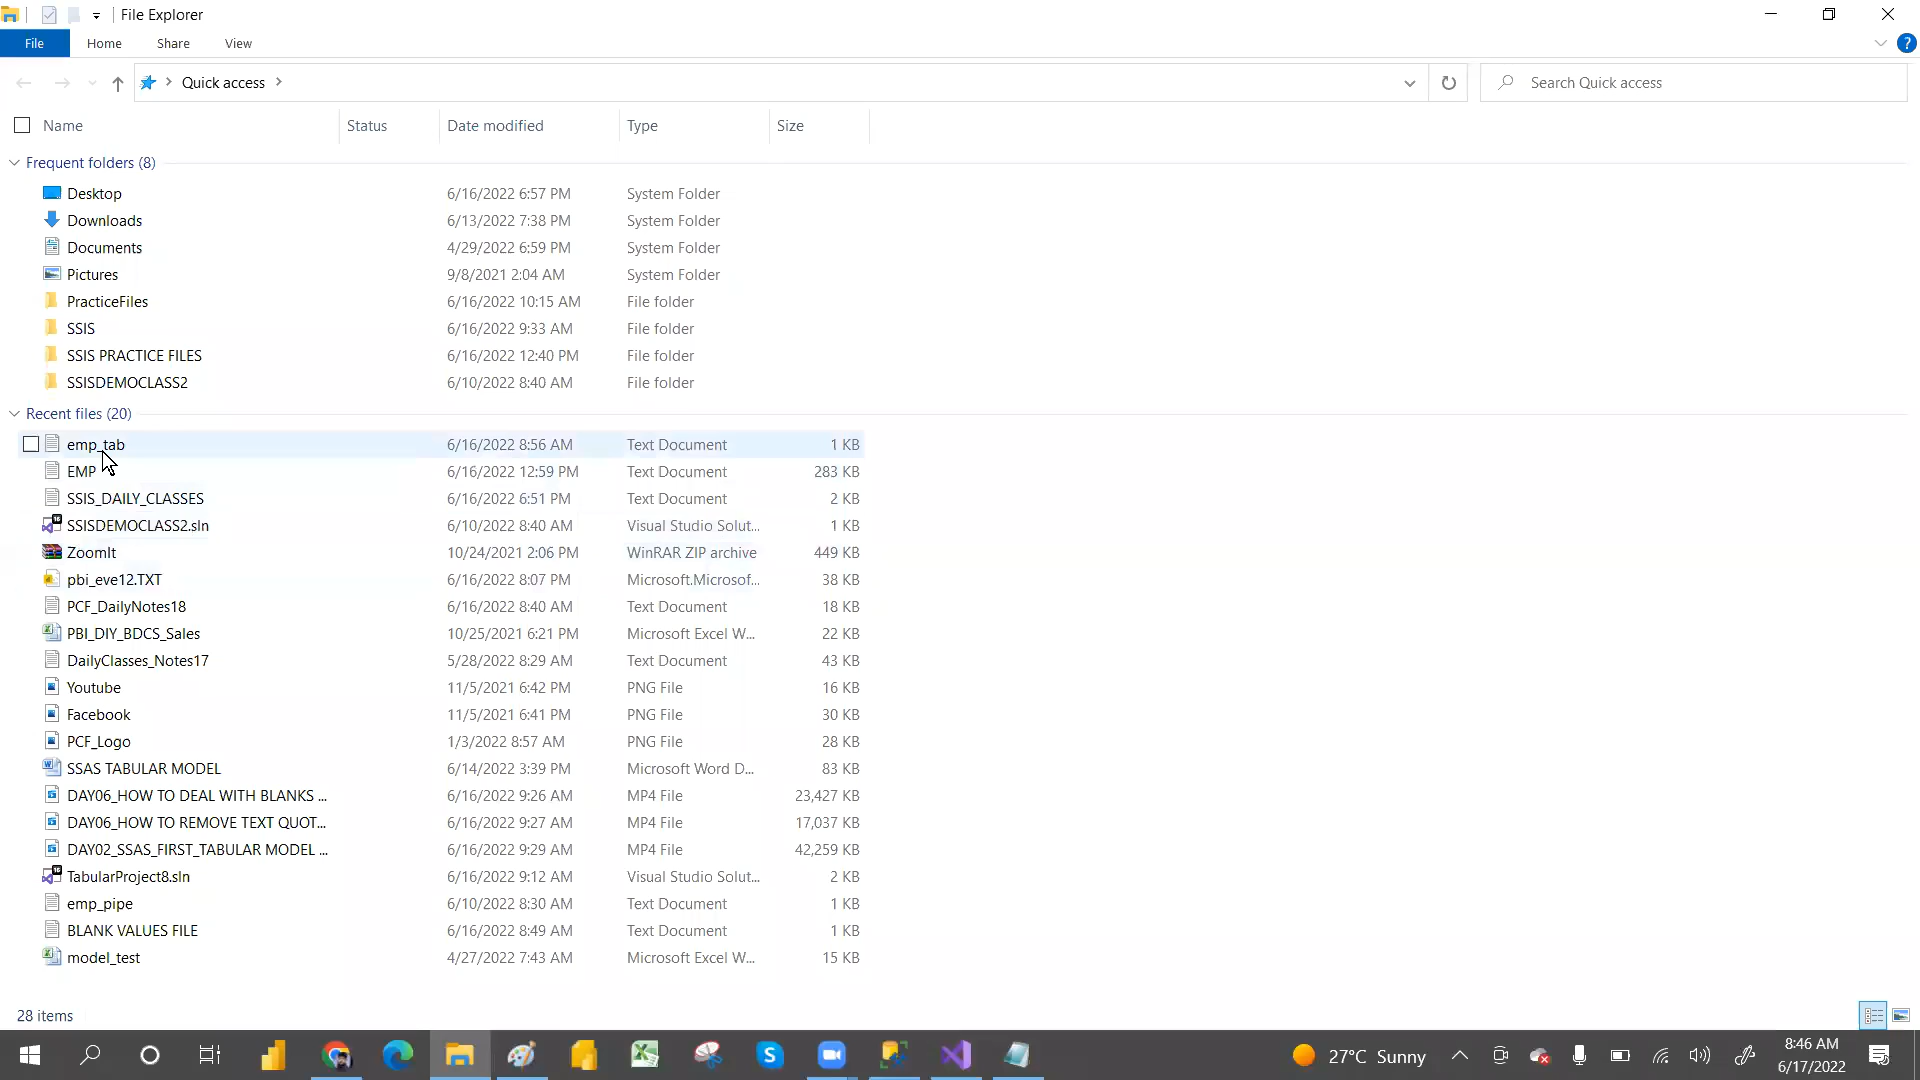 File Explorer
File Home Share View
Quick access Search Quick access
Name Status Date modified Type Size
Frequent folders (8)
Desktop 6/16/2022 6:57 PM System Folder
Downloads 6/13/2022 7:38 PM System Folder
Documents 4/29/2022 6:59 PM System Folder
Pictures 9/8/2021 2:04 AM System Folder
PracticeFiles 6/16/2022 10:15 AM File folder
SSIS 6/16/2022 9:33 AM File folder
SSIS PRACTICE FILES 6/16/2022 12:40 PM File folder
SSISDEMOCLASS2 6/10/2022 8:40 AM File folder
Recent files (20)
emp_tab 6/16/2022 8:56 AM Text Document 1 KB
EMP 6/16/2022 12:59 PM Text Document 283 KB
SSIS_DAILY_CLASSES 6/16/2022 6:51 PM Text Document 2 KB
SSISDEMOCLASS2.sln 6/10/2022 8:40 AM Visual Studio Solut... 1 KB
ZoomIt 10/24/2021 2:06 PM WinRAR ZIP archive 449 KB
pbi_eve12.TXT 6/16/2022 8:07 PM Microsoft.Microsof... 38 KB
PCF_DailyNotes18 6/16/2022 8:40 AM Text Document 18 KB
PBI_DIY_BDCS_Sales 10/25/2021 6:21 PM Microsoft Excel W... 22 KB
DailyClasses_Notes17 5/28/2022 8:29 AM Text Document 43 KB
Youtube 11/5/2021 6:42 PM PNG File 16 KB
Facebook 11/5/2021 6:41 PM PNG File 30 KB
PCF_Logo 1/3/2022 8:57 AM PNG File 28 KB
SSAS TABULAR MODEL 6/14/2022 3:39 PM Microsoft Word D... 83 KB
DAY06_HOW TO DEAL WITH BLANKS ... 6/16/2022 9:26 AM MP4 File 23,427 KB
DAY06_HOW TO REMOVE TEXT QUOT... 6/16/2022 9:27 AM MP4 File 17,037 KB
DAY02_SSAS_FIRST_TABULAR MODEL ... 6/16/2022 9:29 AM MP4 File 42,259 KB
TabularProject8.sln 6/16/2022 9:12 AM Visual Studio Solut... 2 KB
emp_pipe 6/10/2022 8:30 AM Text Document 1 KB
BLANK VALUES FILE 6/16/2022 8:49 AM Text Document 1 KB
model_test 4/27/2022 7:43 AM Microsoft Excel W... 15 KB
28 items
27°C Sunny
8:46 AM
6/17/2022